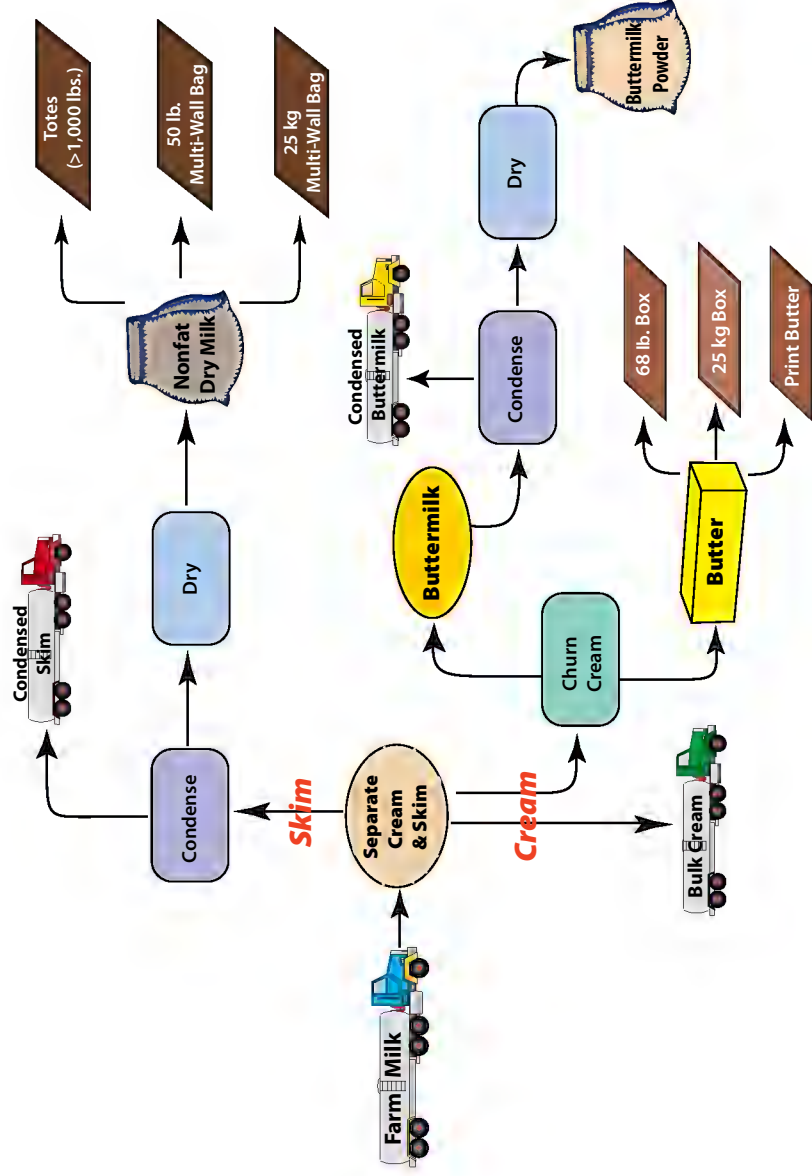 Farm Milk
Separate
Cream
& Skim
Skim
Cream
Condense
Condensed
Skim
Dry
Nonfat
Dry Milk
Totes
(>1,000 lbs.)
50 lb.
Multi-Wall Bag
25 kg
Multi-Wall Bag
Bulk Cream
Churn
Cream
Buttermilk
Condense
Condensed
Buttermilk
Dry
Buttermilk
Powder
Butter
68 lb. Box
25 kg Box
Print Butter